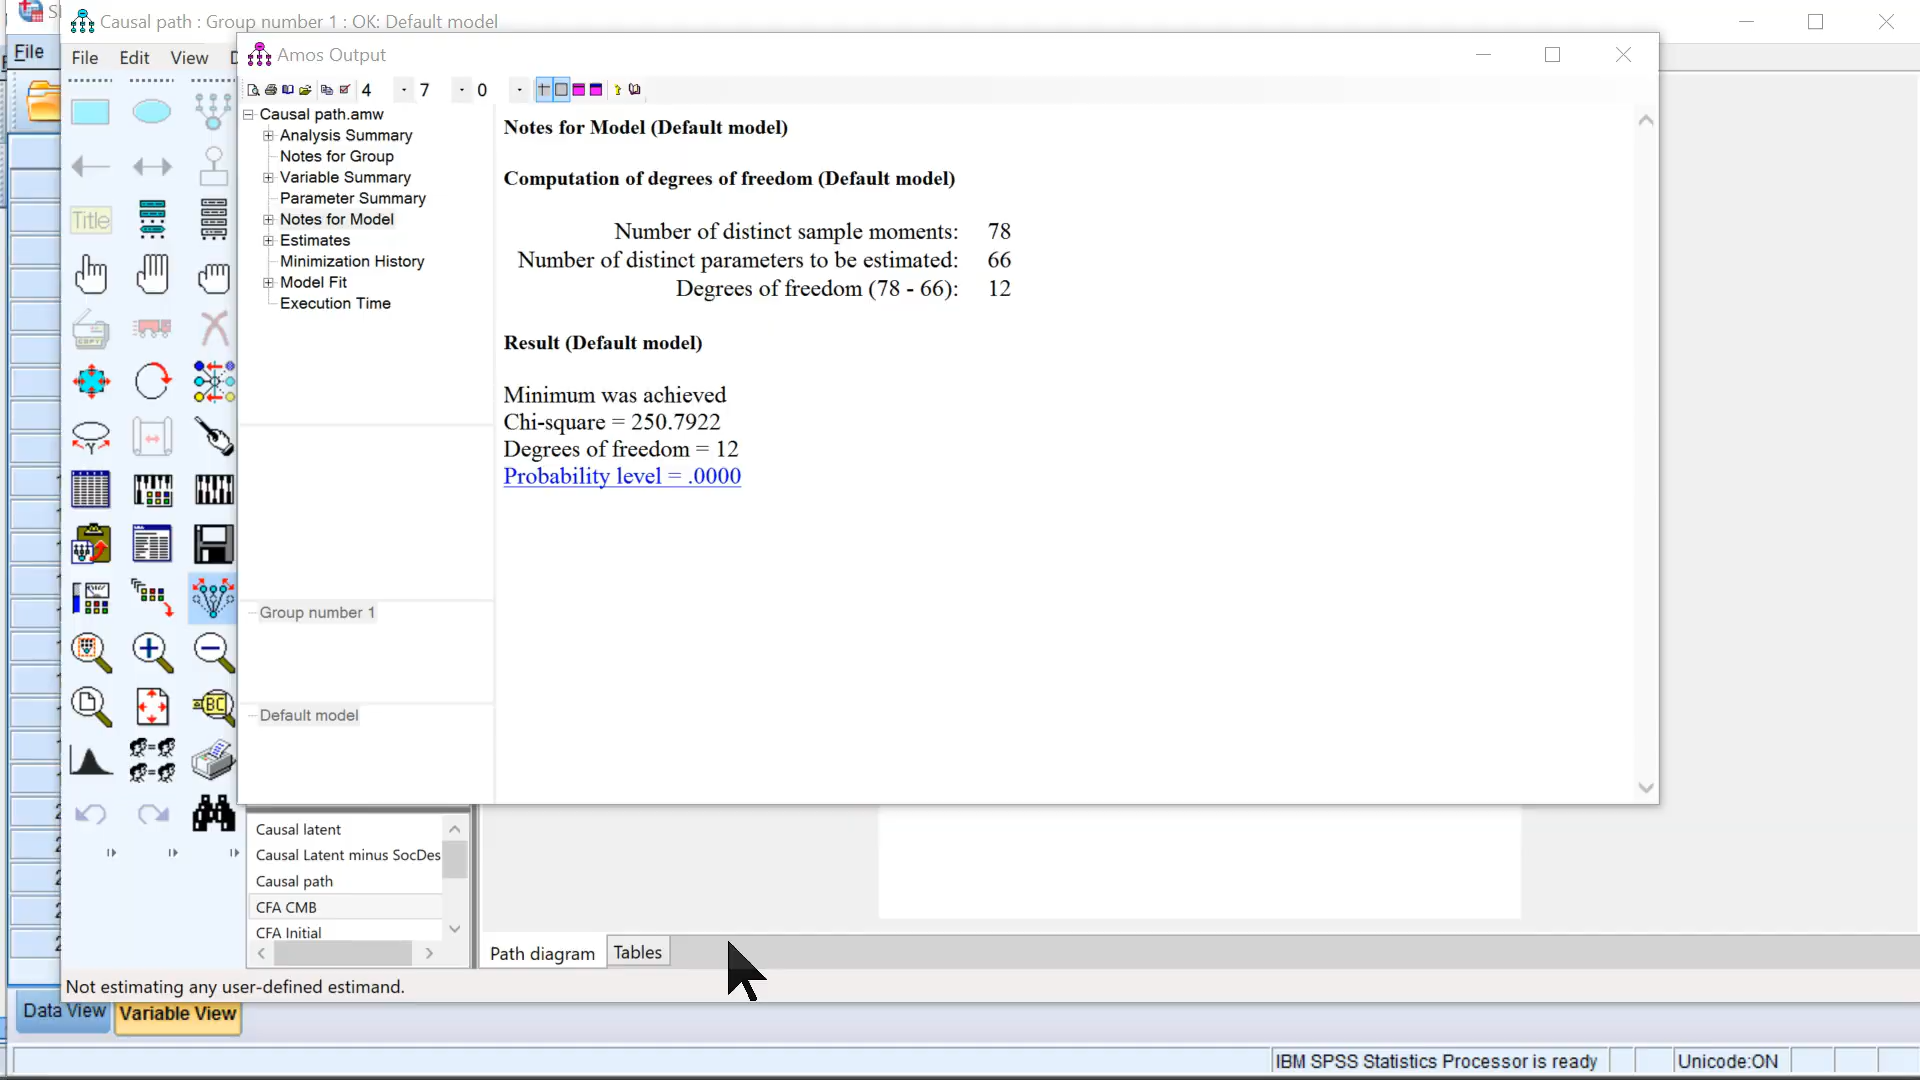 Causal path : Group number 1 : OK: Default model
File
File Edit View
Amos Output
4 7 0
Causal path.amw
Analysis Summary
Notes for Group
Variable Summary
Parameter Summary
Notes for Model
Estimates
Minimization History
Model Fit
Execution Time
Title
COPY
Notes for Model (Default model)
Computation of degrees of freedom (Default model)
Number of distinct sample moments: 78
Number of distinct parameters to be estimated: 66
Degrees of freedom (78 - 66): 12
Result (Default model)
Minimum was achieved
Chi-square = 250.7922
Degrees of freedom = 12
Probability level = .0000
Group number 1
Default model
Causal latent
Causal Latent minus SocDes
Causal path
CFA CMB
CFA Initial
Path diagram Tables
Not estimating any user-defined estimand.
Data View Variable View
IBM SPSS Statistics Processor is ready Unicode:ON